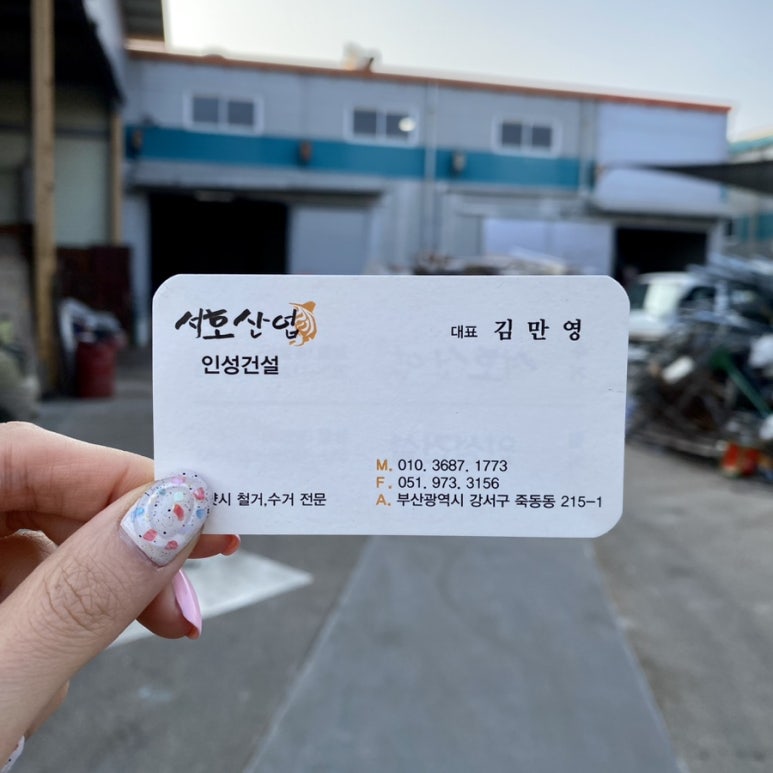 서호산업
대표 김만영
인성건설
M. 010. 3687. 1773
F. 051. 973. 3156
철거,수거 전문
A. 부산광역시 강서구 죽동동 215-1